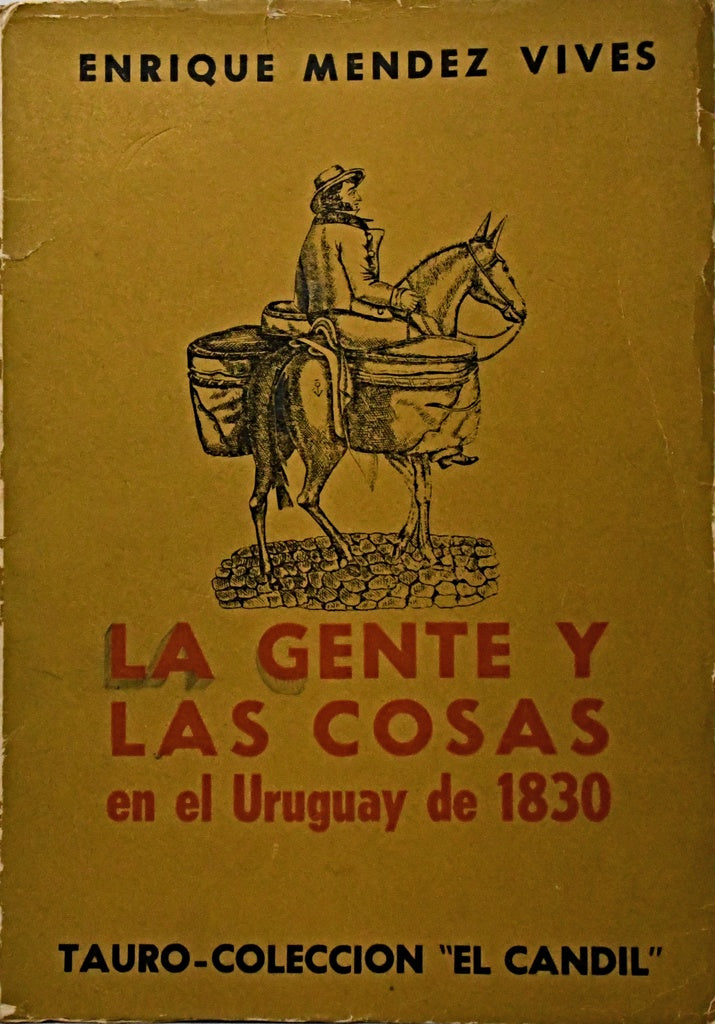 ENRIQUE MENDEZ VIVES
LA GENTE Y
LAS COSAS
en el Uruguay de 1830
TAURO-COLECCION "EL CANDIL"